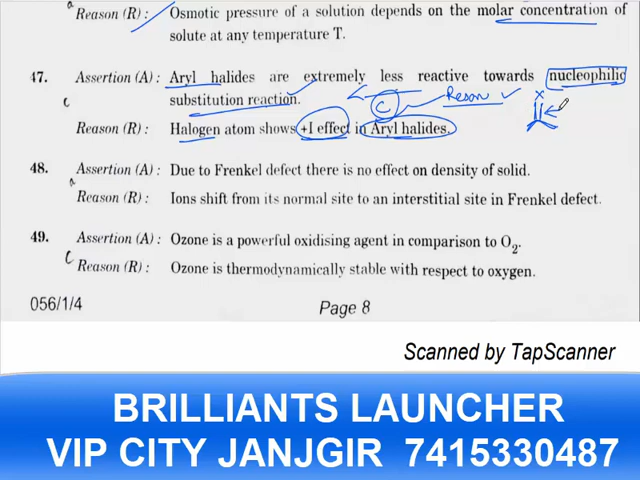 a
Reason (R) : Osmotic pressure of a solution depends on the molar concentration of
solute at any temperature T.
47. Assertion (A) : Aryl halides are extremely less reactive towards nucleophilic
substitution reaction. C Reson
c
Reason (R) : Halogen atom shows +I effect in Aryl halides. X
48. Assertion (A) : Due to Frenkel defect there is no effect on density of solid.
a
Reason (R) : Ions shift from its normal site to an interstitial site in Frenkel defect.
49. Assertion (A) : Ozone is a powerful oxidising agent in comparison to O2.
c
Reason (R) : Ozone is thermodynamically stable with respect to oxygen.
056/1/4 Page 8
Scanned by TapScanner
BRILLIANTS LAUNCHER
VIP CITY JANJGIR 7415330487